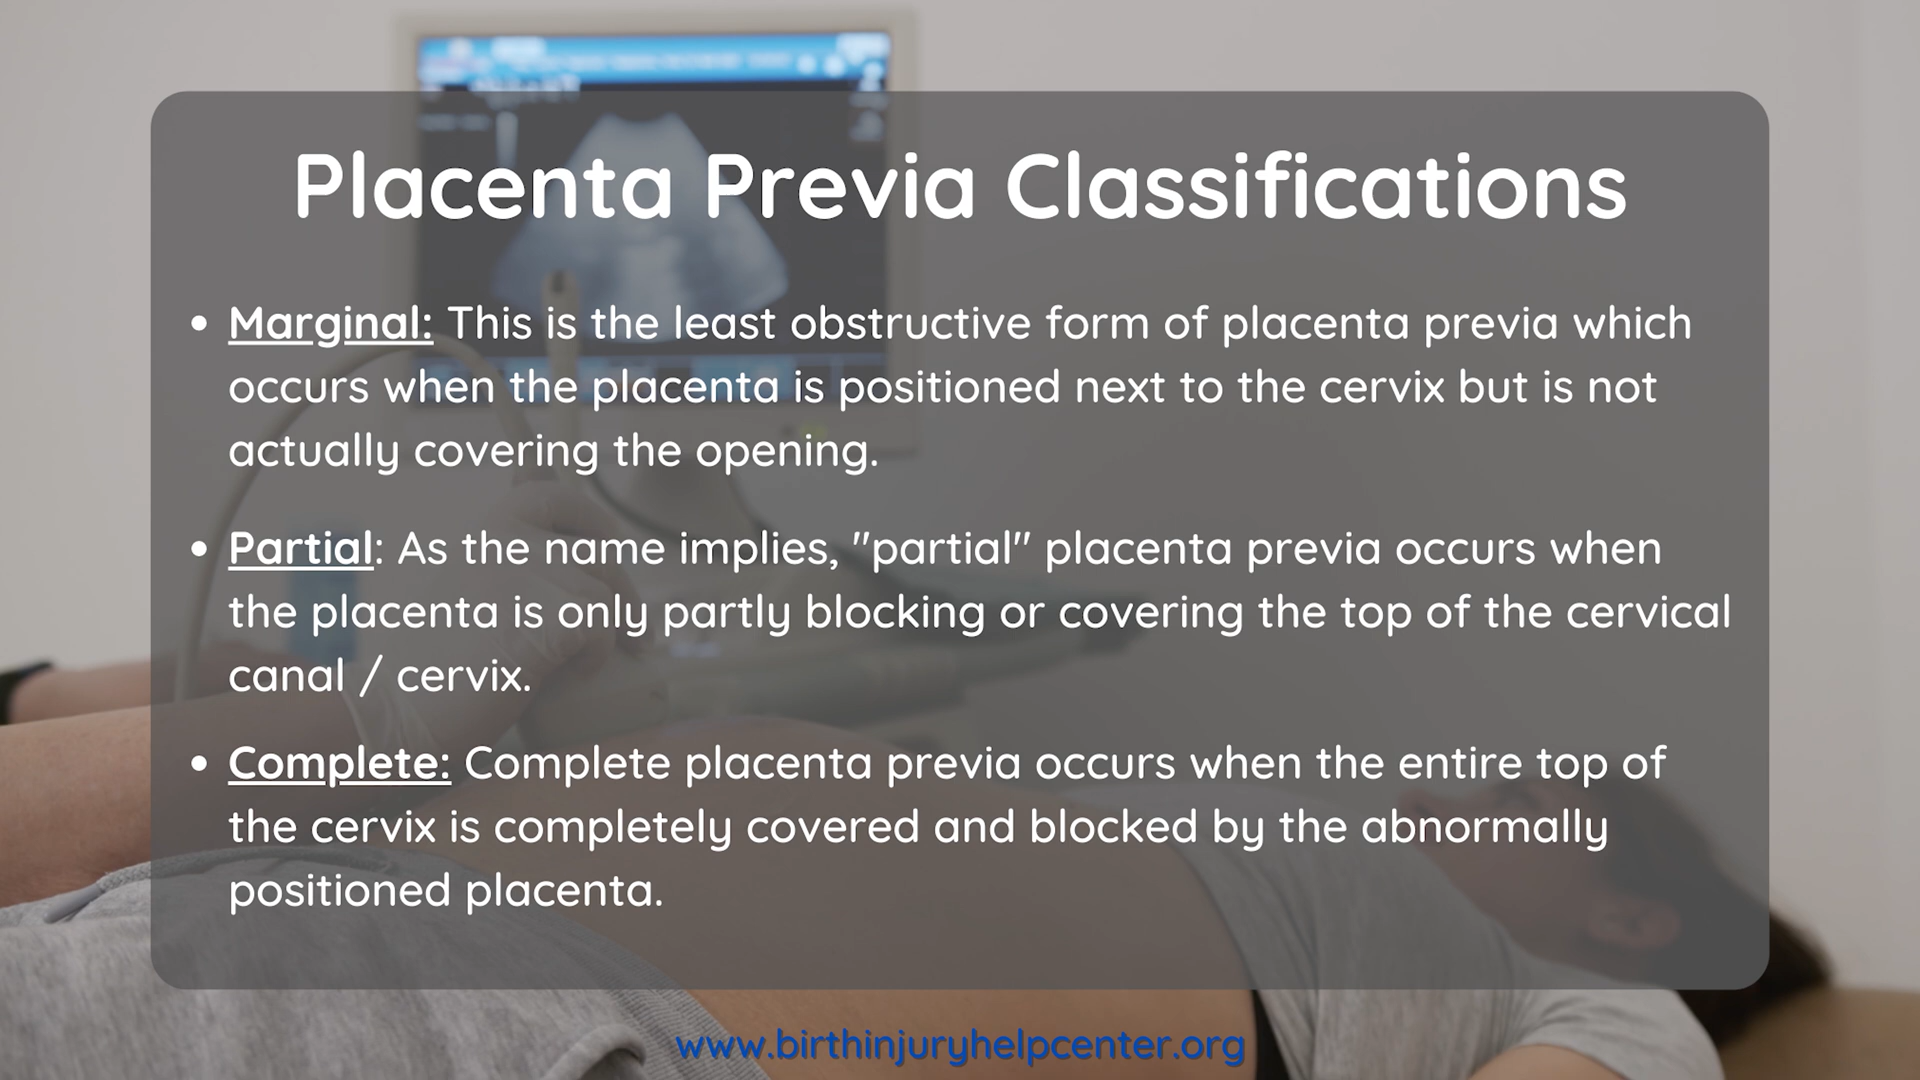 Placenta Previa Classifications
• Marginal: This is the least obstructive form of placenta previa which
occurs when the placenta is positioned next to the cervix but is not
actually covering the opening.
• Partial: As the name implies, "partial" placenta previa occurs when
the placenta is only partly blocking or covering the top of the cervical
canal / cervix.
• Complete: Complete placenta previa occurs when the entire top of
the cervix is completely covered and blocked by the abnormally
positioned placenta.
www.birthinjuryhelpcenter.org